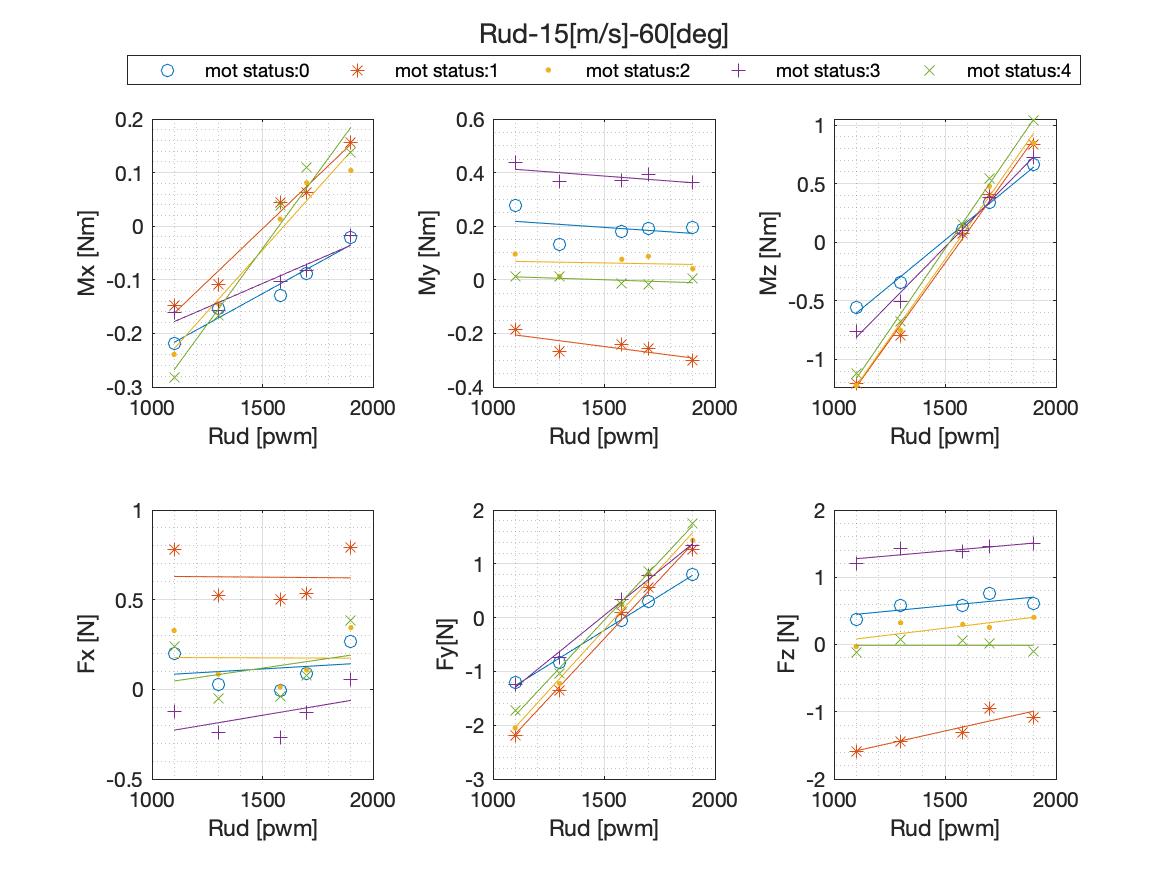 Rud-15[m/s]-60[deg]
mot status:0 mot status:1 mot status:2 mot status:3 mot status:4
0.2
0.1
0
-0.1
-0.2
-0.3
Mx [Nm]
1000 1500 2000
Rud [pwm]
0.6
0.4
0.2
0
-0.2
-0.4
My [Nm]
1000 1500 2000
Rud [pwm]
1
0.5
0
-0.5
-1
Mz [Nm]
1000 1500 2000
Rud [pwm]
1
0.5
0
-0.5
Fx [N]
1000 1500 2000
Rud [pwm]
2
1
0
-1
-2
-3
Fy[N]
1000 1500 2000
Rud [pwm]
2
1
0
-1
-2
Fz [N]
1000 1500 2000
Rud [pwm]